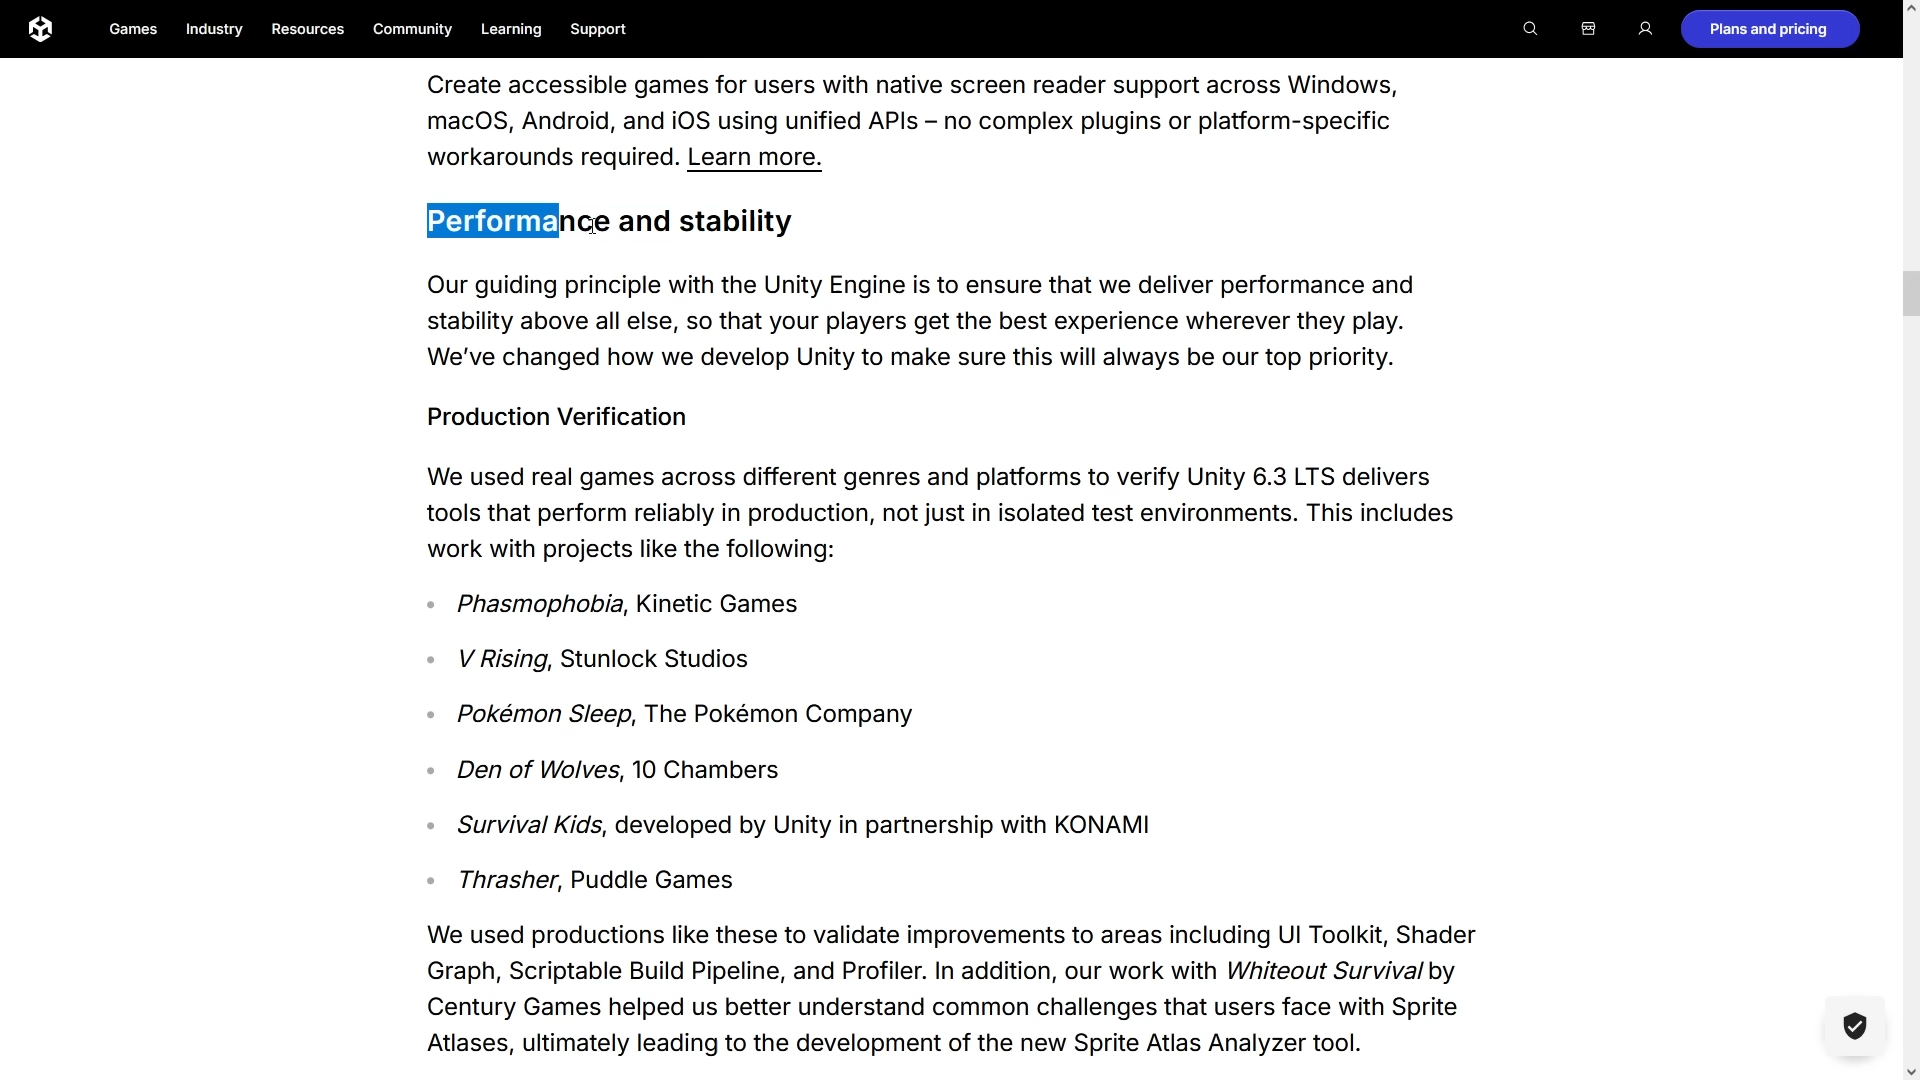 Games Industry Resources Community Learning Support Plans and pricing
Create accessible games for users with native screen reader support across Windows,
macOS, Android, and iOS using unified APIs – no complex plugins or platform-specific
workarounds required. Learn more.
Performance and stability
Our guiding principle with the Unity Engine is to ensure that we deliver performance and
stability above all else, so that your players get the best experience wherever they play.
We’ve changed how we develop Unity to make sure this will always be our top priority.
Production Verification
We used real games across different genres and platforms to verify Unity 6.3 LTS delivers
tools that perform reliably in production, not just in isolated test environments. This includes
work with projects like the following:
Phasmophobia, Kinetic Games
V Rising, Stunlock Studios
Pokémon Sleep, The Pokémon Company
Den of Wolves, 10 Chambers
Survival Kids, developed by Unity in partnership with KONAMI
Thrasher, Puddle Games
We used productions like these to validate improvements to areas including UI Toolkit, Shader
Graph, Scriptable Build Pipeline, and Profiler. In addition, our work with Whiteout Survival by
Century Games helped us better understand common challenges that users face with Sprite
Atlases, ultimately leading to the development of the new Sprite Atlas Analyzer tool.